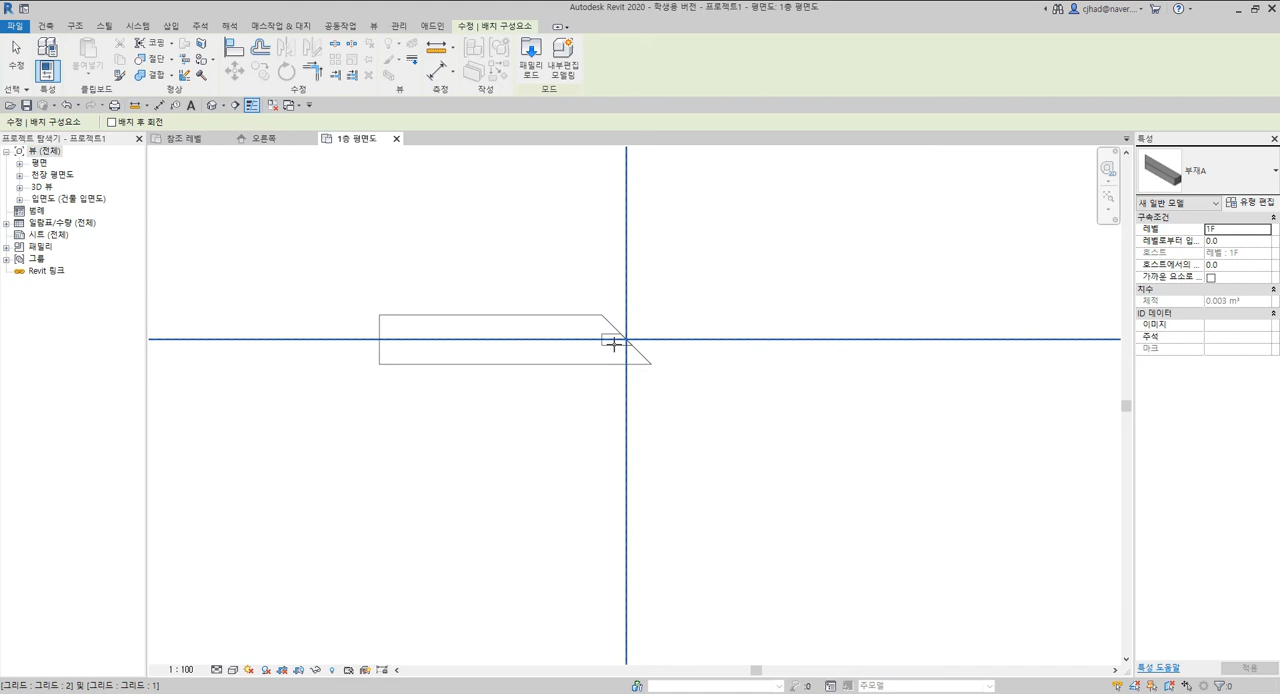 Autodesk Revit 2020 - 학생용 버전 - 프로젝트1 - 평면도: 1층 평면도
cjhad@naver....
파일 건축 구조 스틸 시스템 삽입 주석 해석 매스작업 & 대지 공동작업 뷰 관리 애드인 수정 | 배치 구성요소
수정
붙여넣기
코핑
절단
결합
패밀리
로드
내부편집
모델링
선택 특성 클립보드 형상 수정 뷰 측정 작성 모드
수정 | 배치 구성요소 배치 후 회전
프로젝트 탐색기 - 프로젝트1
참조 레벨
오른쪽
1층 평면도
특성
뷰 (전체)
평면
천장 평면도
3D 뷰
입면도 (건물 입면도)
범례
일람표/수량 (전체)
시트 (전체)
패밀리
그룹
Revit 링크
2D
부재A
새 일반 모델
유형 편집
구속조건
레벨 1F
레벨로부터 입... 0.0
호스트 레벨 : 1F
호스트에서의 ... 0.0
가까운 요소로 ...
치수
체적 0.003 m³
ID 데이터
이미지
주석
마크
특성 도움말
적용
1 : 100
[그리드 : 그리드 : 2] 및 [그리드 : 그리드 : 1]
:0
주모델
:0